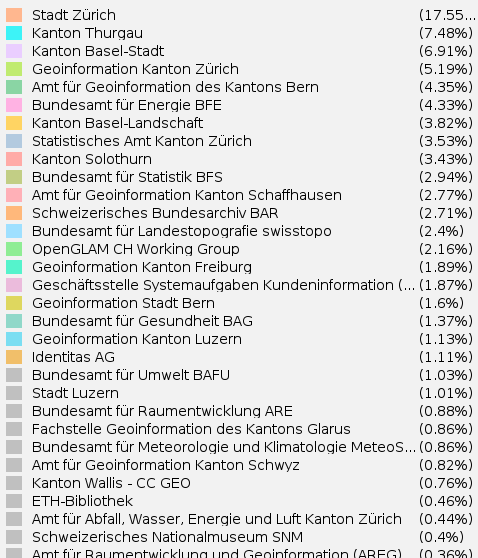 Stadt Zürich (17.55...
Kanton Thurgau (7.48%)
Kanton Basel-Stadt (6.91%)
Geoinformation Kanton Zürich (5.19%)
Amt für Geoinformation des Kantons Bern (4.35%)
Bundesamt für Energie BFE (4.33%)
Kanton Basel-Landschaft (3.82%)
Statistisches Amt Kanton Zürich (3.53%)
Kanton Solothurn (3.43%)
Bundesamt für Statistik BFS (2.94%)
Amt für Geoinformation Kanton Schaffhausen (2.77%)
Schweizerisches Bundesarchiv BAR (2.71%)
Bundesamt für Landestopografie swisstopo (2.4%)
OpenGLAM CH Working Group (2.16%)
Geoinformation Kanton Freiburg (1.89%)
Geschäftsstelle Systemaufgaben Kundeninformation (... (1.87%)
Geoinformation Stadt Bern (1.6%)
Bundesamt für Gesundheit BAG (1.37%)
Geoinformation Kanton Luzern (1.13%)
Identitas AG (1.11%)
Bundesamt für Umwelt BAFU (1.03%)
Stadt Luzern (1.01%)
Bundesamt für Raumentwicklung ARE (0.88%)
Fachstelle Geoinformation des Kantons Glarus (0.86%)
Bundesamt für Meteorologie und Klimatologie MeteoS... (0.86%)
Amt für Geoinformation Kanton Schwyz (0.82%)
Kanton Wallis - CC GEO (0.76%)
ETH-Bibliothek (0.46%)
Amt für Abfall, Wasser, Energie und Luft Kanton Zürich (0.44%)
Schweizerisches Nationalmuseum SNM (0.4%)
Amt für Raumentwicklung und Geoinformation (AREG) (0.36%)